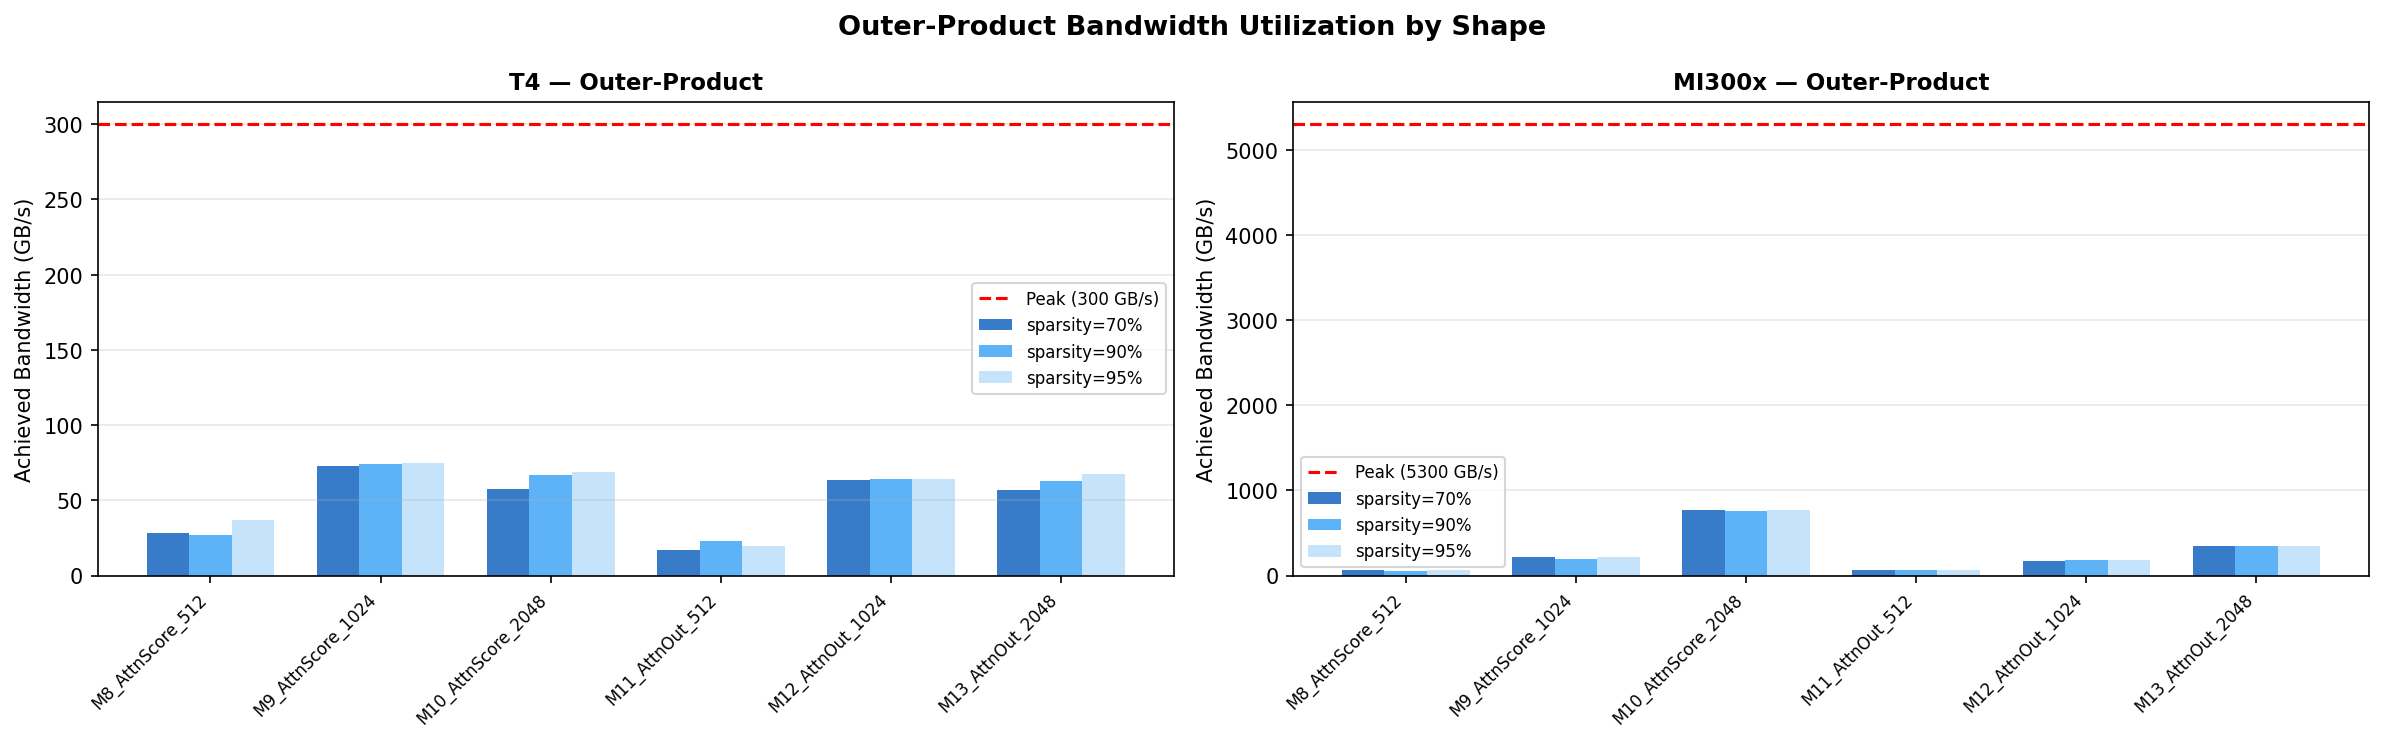 Outer-Product Bandwidth Utilization by Shape
T4 — Outer-Product
Achieved Bandwidth (GB/s)
300
250
200
150
100
50
0
Peak (300 GB/s)
sparsity=70%
sparsity=90%
sparsity=95%
M8_AttnScore_512
M9_AttnScore_1024
M10_AttnScore_2048
M11_AttnOut_512
M12_AttnOut_1024
M13_AttnOut_2048
MI300x — Outer-Product
Achieved Bandwidth (GB/s)
5000
4000
3000
2000
1000
0
Peak (5300 GB/s)
sparsity=70%
sparsity=90%
sparsity=95%
M8_AttnScore_512
M9_AttnScore_1024
M10_AttnScore_2048
M11_AttnOut_512
M12_AttnOut_1024
M13_AttnOut_2048